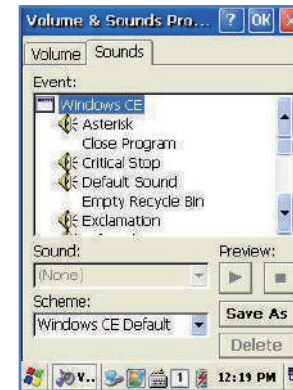 Volume & Sounds Pro... ? OK
Volume Sounds
Event:
Windows CE
Asterisk
Close Program
Critical Stop
Default Sound
Empty Recycle Bin
Exclamation
Sound: Preview:
(None)
Scheme:
Windows CE Default
Save As
Delete
V.. 1 12:19 PM